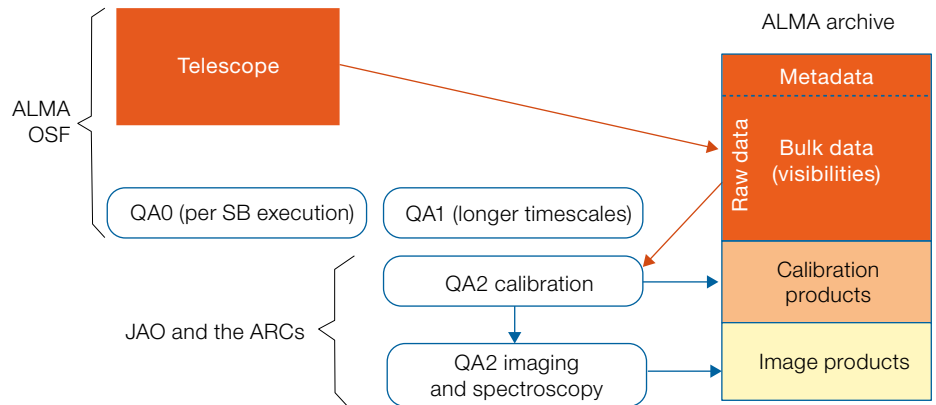 ALMA archive
Telescope
Metadata
ALMA
OSF
Raw data
Bulk data
(visibilities)
QA0 (per SB execution)
QA1 (longer timescales)
QA2 calibration
Calibration
products
JAO and the ARCs
QA2 imaging
and spectroscopy
Image products